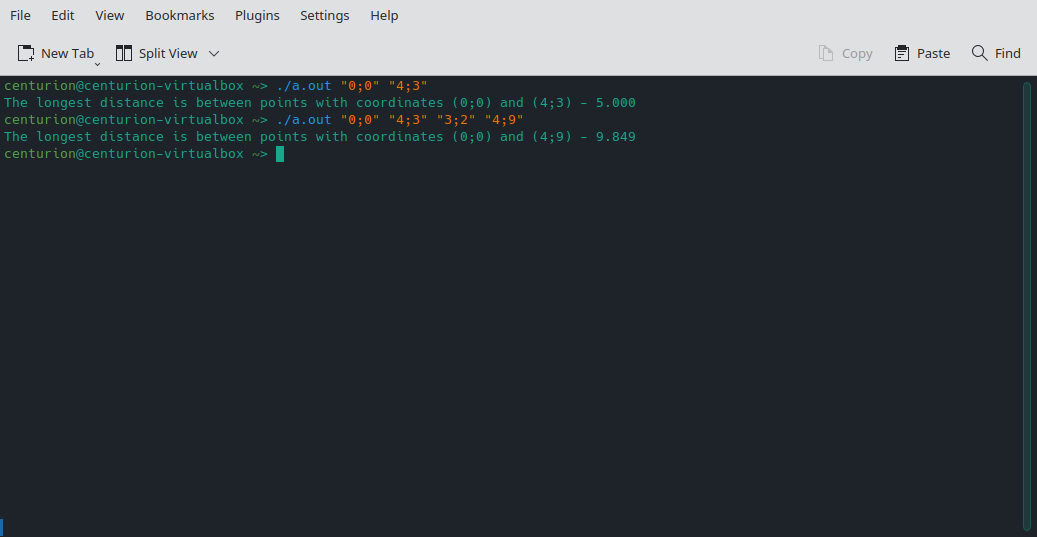 File Edit View Bookmarks Plugins Settings Help
New Tab Split View Copy Paste Find
centurion@centurion-virtualbox ~> ./a.out "0;0" "4;3"
The longest distance is between points with coordinates (0;0) and (4;3) - 5.000
centurion@centurion-virtualbox ~> ./a.out "0;0" "4;3" "3;2" "4;9"
The longest distance is between points with coordinates (0;0) and (4;9) - 9.849
centurion@centurion-virtualbox ~>